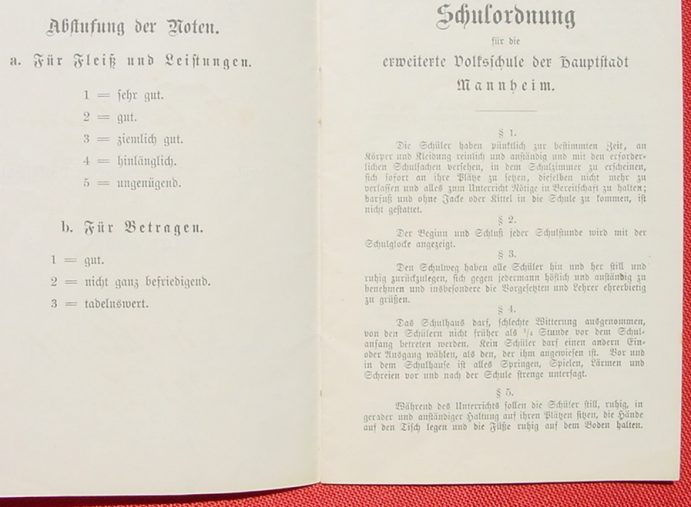 Abstufung der Noten.
a. Für Fleiß und Leistungen.
1 = sehr gut.
2 = gut.
3 = ziemlich gut.
4 = hinlänglich.
5 = ungenügend.
b. Für Betragen.
1 = gut.
2 = nicht ganz befriedigend.
3 = tadelnswert.
Schulordnung
für die
erweiterte Volksschule der Hauptstadt
Mannheim.
§ 1.
Die Schüler haben pünktlich zur bestimmten Zeit, an
Körper und Kleidung reinlich und anständig und mit den erforder-
lichen Schulsachen versehen, in dem Schulzimmer zu erscheinen,
sich sofort an ihre Plätze zu setzen, dieselben nicht mehr zu
verlassen und alles zum Unterricht Nötige in Bereitschaft zu halten;
barfuß und ohne Jacke oder Kittel in die Schule zu kommen, ist
nicht gestattet.
§ 2.
Der Beginn und Schluß jeder Schulstunde wird mit der
Schulglocke angezeigt.
§ 3.
Den Schulweg haben alle Schüler hin und her still und
ruhig zurückzulegen, sich gegen jedermann höflich und anständig zu
benehmen und insbesondere die Vorgesetzten und Lehrer ehrerbietig
zu grüßen.
§ 4.
Das Schulhaus darf, schlechte Witterung ausgenommen,
von den Schülern nicht früher als ¼ Stunde vor dem Schul-
anfang betreten werden. Kein Schüler darf einen andern Ein-
oder Ausgang wählen, als den, der ihm angewiesen ist. Vor und
in dem Schulhause ist alles Springen, Spielen, Lärmen und
Schreien vor und nach der Schule strenge untersagt.
§ 5.
Während des Unterrichts sollen die Schüler still, ruhig, in
gerader und anständiger Haltung auf ihren Plätzen sitzen, die Hände
auf den Tisch legen und die Füße ruhig auf dem Boden halten.